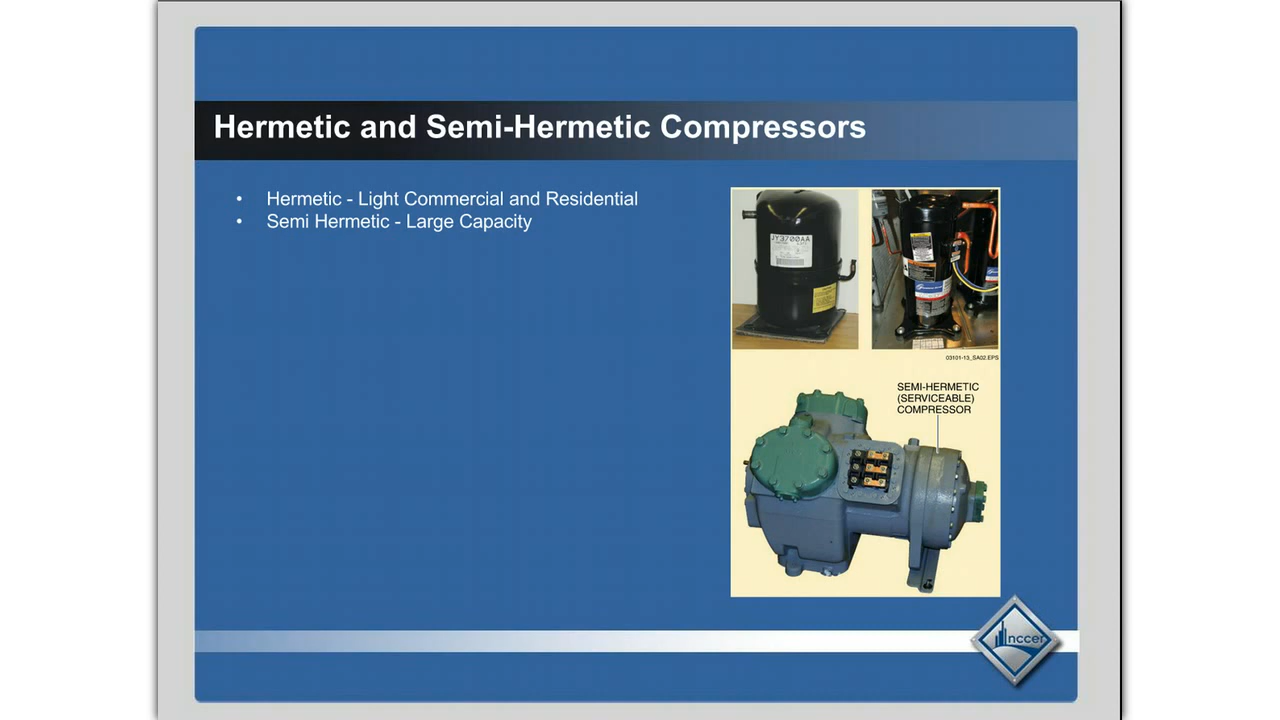 Hermetic and Semi-Hermetic Compressors
• Hermetic - Light Commercial and Residential
• Semi Hermetic - Large Capacity
JY3700AA
03101-13_SA02.EPS
SEMI-HERMETIC
(SERVICEABLE)
COMPRESSOR
nccer